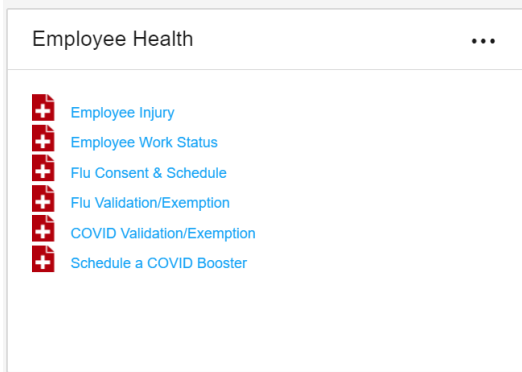 Employee Health
Employee Injury
Employee Work Status
Flu Consent & Schedule
Flu Validation/Exemption
COVID Validation/Exemption
Schedule a COVID Booster